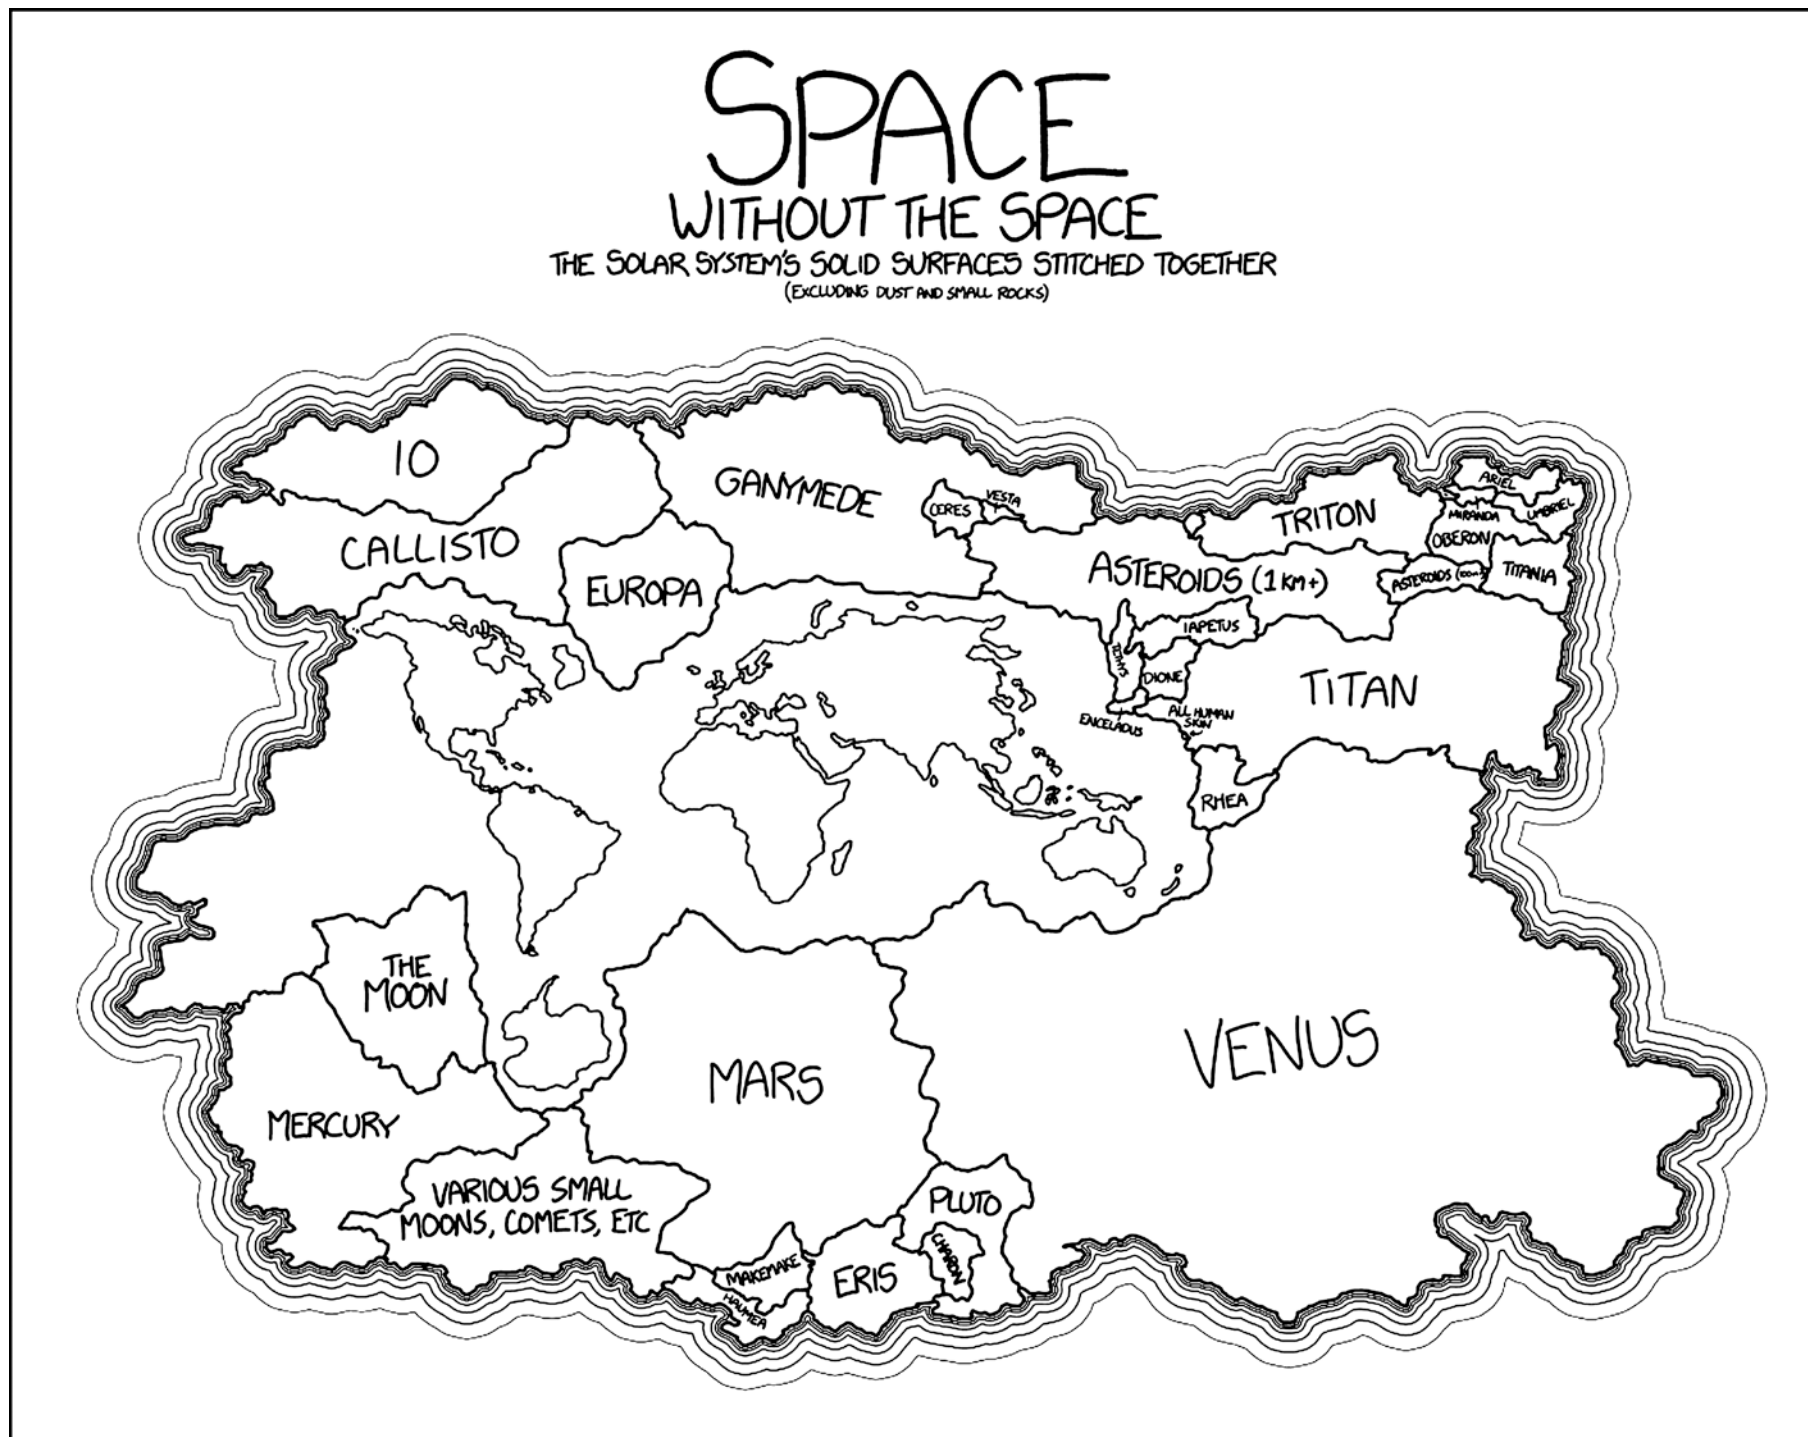 SPACE
WITHOUT THE SPACE
THE SOLAR SYSTEM'S SOLID SURFACES STITCHED TOGETHER
(EXCLUDING DUST AND SMALL ROCKS)
IO
GANYMEDE
CERES
VESTA
CALLISTO
EUROPA
TRITON
ARIEL
MIRANDA
UMBRIEL
OBERON
TITANIA
ASTEROIDS (1 KM+)
ASTEROIDS
IAPETUS
TETHYS
DIONE
TITAN
ENCELADUS
ALL HUMAN
SKIN
RHEA
THE
MOON
MERCURY
MARS
VENUS
VARIOUS SMALL
MOONS, COMETS, ETC
PLUTO
CHARON
MAKEMAKE
ERIS
HAUMEA